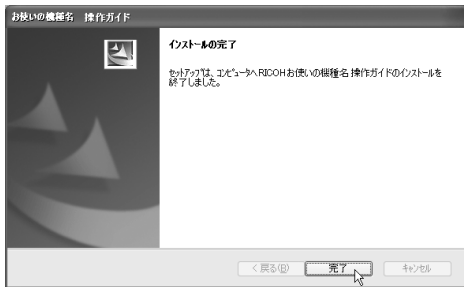 お使いの機種名 操作ガイド
インストールの完了
セットアップは、コンピュータへRICOHお使いの機種名 操作ガイドのインストールを
終了しました。
< 戻る(B)
完了
キャンセル